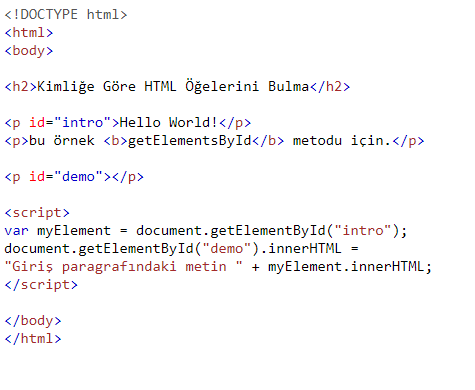 <!DOCTYPE html>
<html>
<body>
<h2>Kimliğe Göre HTML Öğelerini Bulma</h2>
<p id="intro">Hello World!</p>
<p>bu örnek <b>getElementsById</b> metodu için.</p>
<p id="demo"></p>
<script>
var myElement = document.getElementById("intro");
document.getElementById("demo").innerHTML =
"Giriş paragrafındaki metin " + myElement.innerHTML;
</script>
</body>
</html>